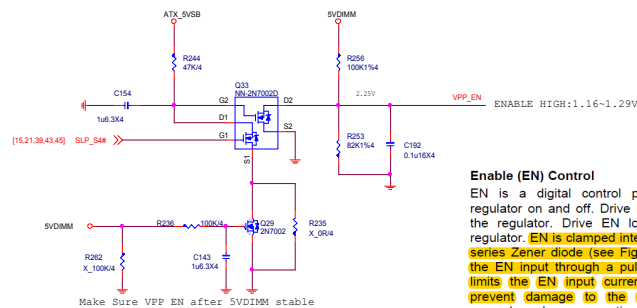 ATX_5VSB
5VDIMM
R244
47K/4
R256
100K1%4
C154
1u6.3X4
Q33
NN-2N7002D
2.25V
G2
D2
VPP_EN
ENABLE HIGH:1.16~1.29V
D1
S2
[15,21,39,43,45] SLP_S4#
G1
R253
82K1%4
C192
0.1u16X4
S1
Enable (EN) Control
EN is a digital control p
regulator on and off. Drive
the regulator. Drive EN lo
regulator. EN is clamped inte
series Zener diode (see Fig
the EN input through a pul
limits the EN input curren
prevent damage to the
5VDIMM
R236
100K/4
Q29
2N7002
R235
X_0R/4
R262
X_100K/4
C143
1u6.3X4
Make Sure VPP EN after 5VDIMM stable